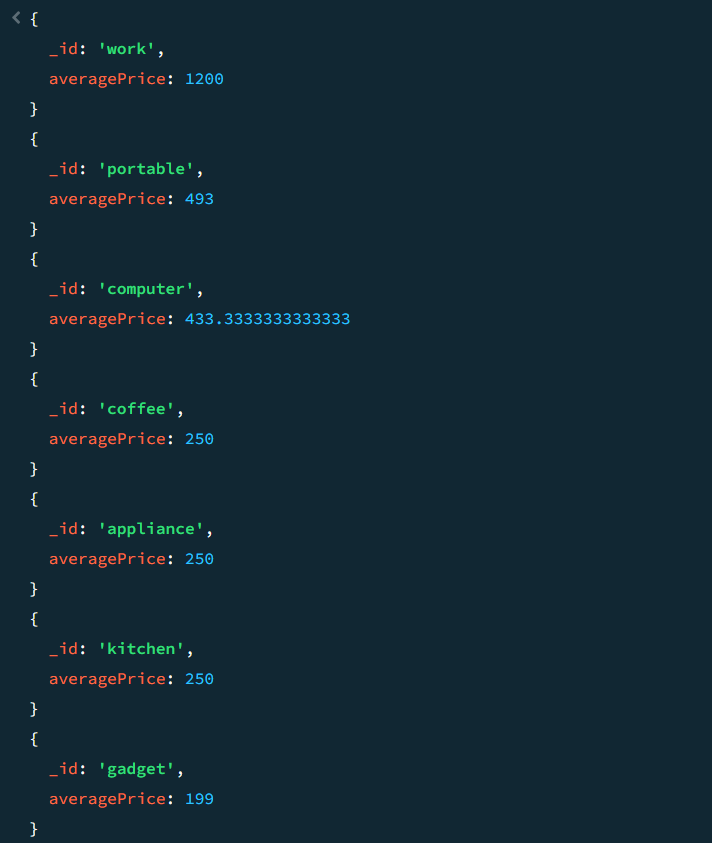 {
_id: 'work',
averagePrice: 1200
}
{
_id: 'portable',
averagePrice: 493
}
{
_id: 'computer',
averagePrice: 433.3333333333333
}
{
_id: 'coffee',
averagePrice: 250
}
{
_id: 'appliance',
averagePrice: 250
}
{
_id: 'kitchen',
averagePrice: 250
}
{
_id: 'gadget',
averagePrice: 199
}